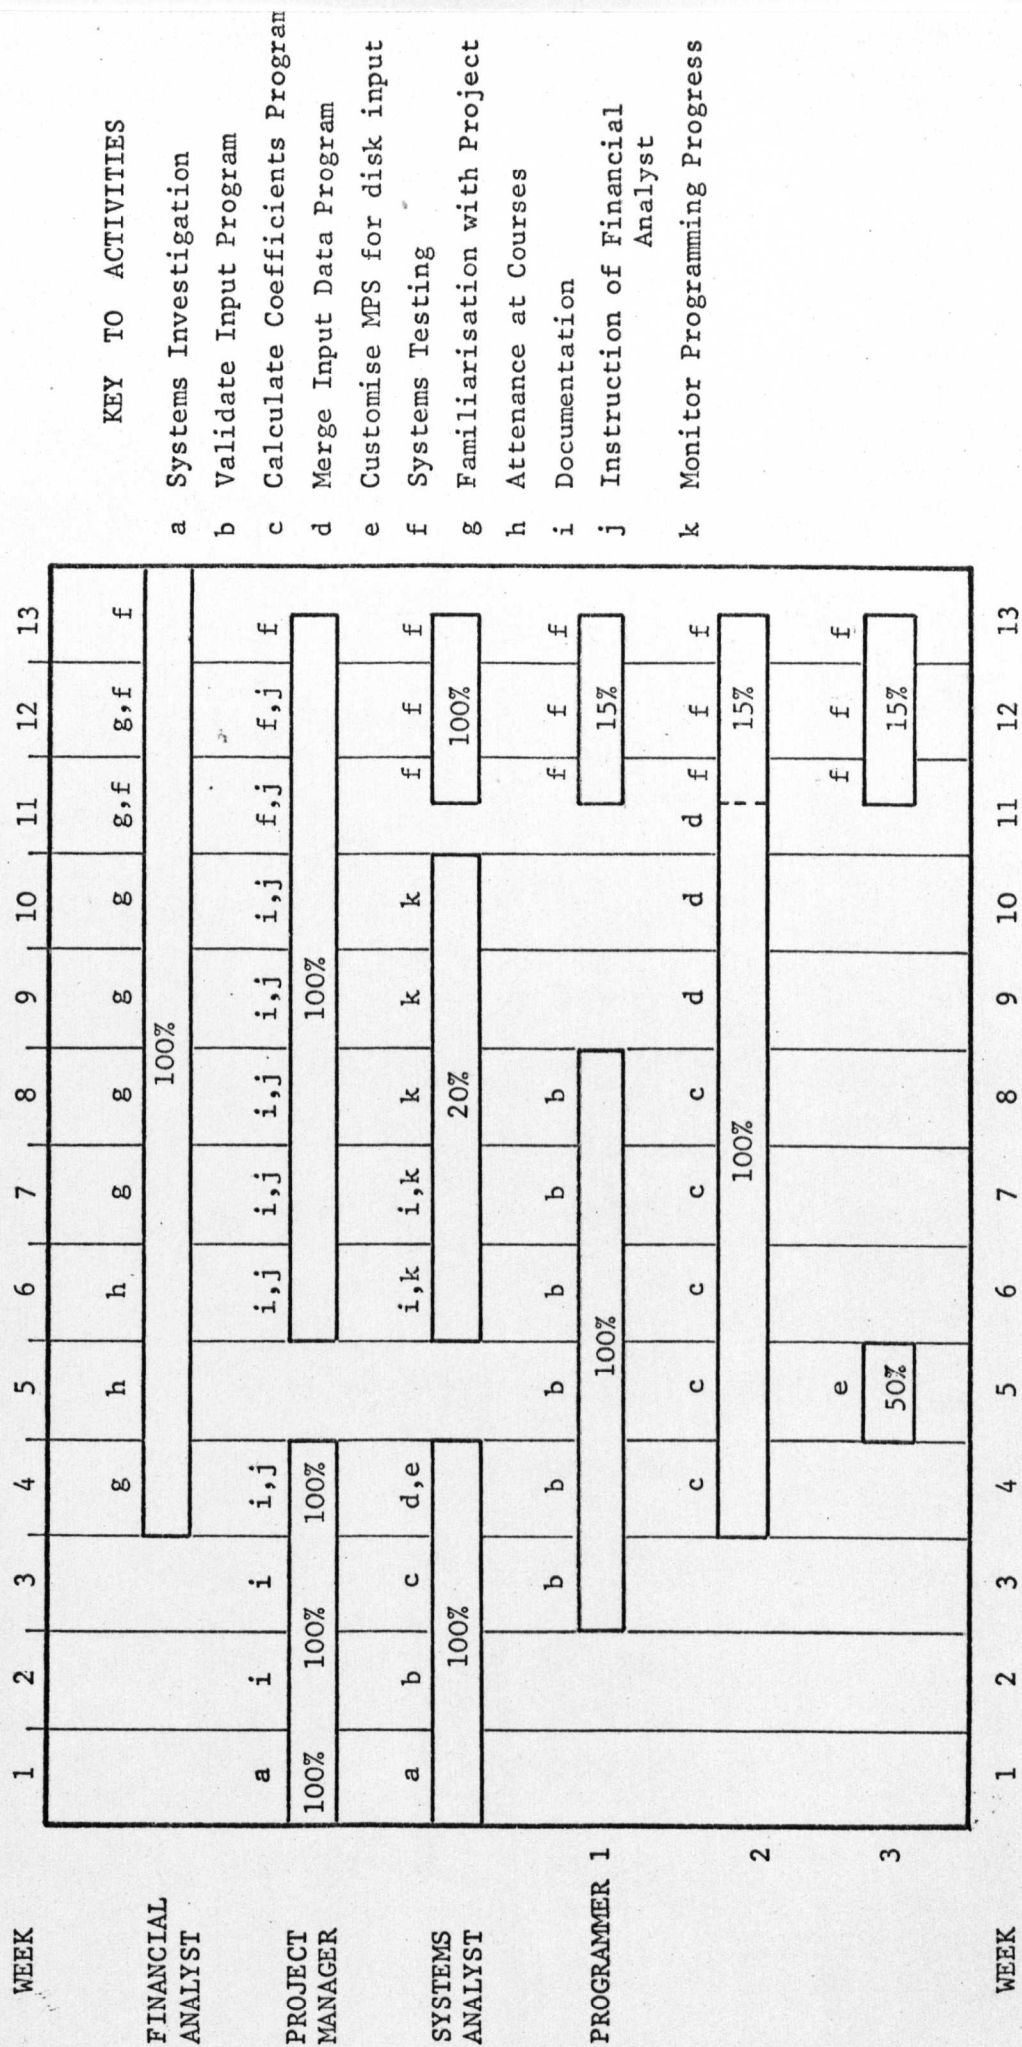 WEEK 1 2 3 4 5 6 7 8 9 10 11 12 13
g h h g g g g g,f g,f f
FINANCIAL
ANALYST
100%
a i i i,j i,j i,j i,j i,j i,j f,j f,j f
PROJECT
MANAGER
100% 100% 100% 100%
a b c d,e i,k i,k k k k f f f
SYSTEMS
ANALYST
100% 20% 100%
b b b b b b f f f
PROGRAMMER 1
100% 15%
c c c c c d d d f f f
2
100% 15%
e f f f
3
50% 15%
WEEK 1 2 3 4 5 6 7 8 9 10 11 12 13
KEY TO ACTIVITIES
a Systems Investigation
b Validate Input Program
c Calculate Coefficients Program
d Merge Input Data Program
e Customise MPS for disk input
f Systems Testing
g Familiarisation with Project
h Attenance at Courses
i Documentation
j Instruction of Financial
Analyst
k Monitor Programming Progress